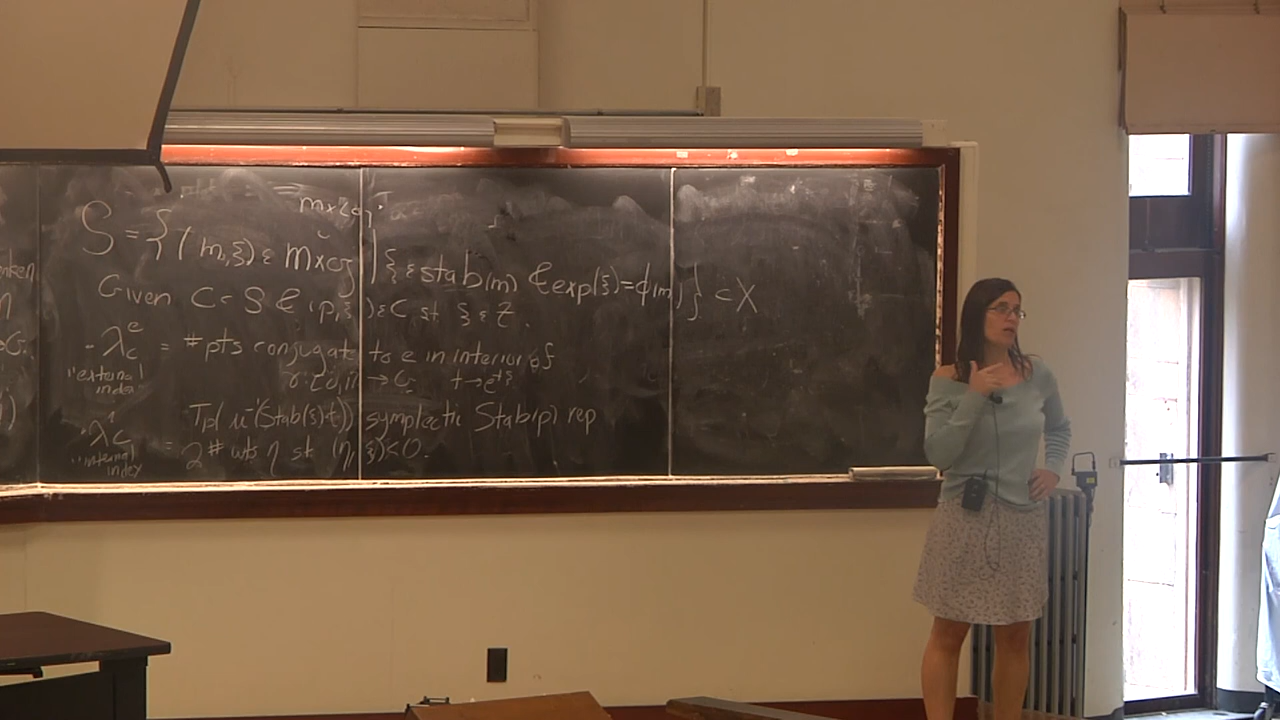 m×g
S = { (m,ξ) ε m×g | ξ ε stab(m) & exp(ξ)=ϕ(m) } ⊂ X
Given C ⊂ S & (p,ξ) ε C st ξ ε z.
· λ_C^e = # pts conjugate to e in interior of
"external index" γ: [0,1] → G t → e^{tξ}
T_p( μ^{-1}(Stab(ξ)·t)) symplectic Stab(p) rep
· λ_C = 2 # wts η st (η, ξ) < 0.
"internal index"